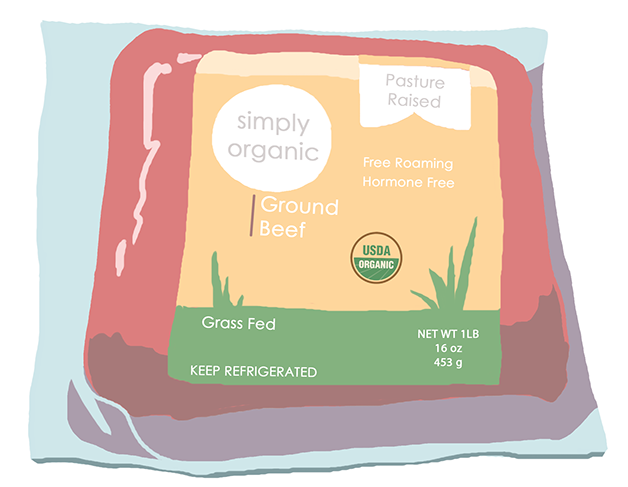 simply
organic
Pasture
Raised
Free Roaming
Hormone Free
Ground
Beef
USDA
ORGANIC
Grass Fed
NET WT 1LB
16 oz
453 g
KEEP REFRIGERATED